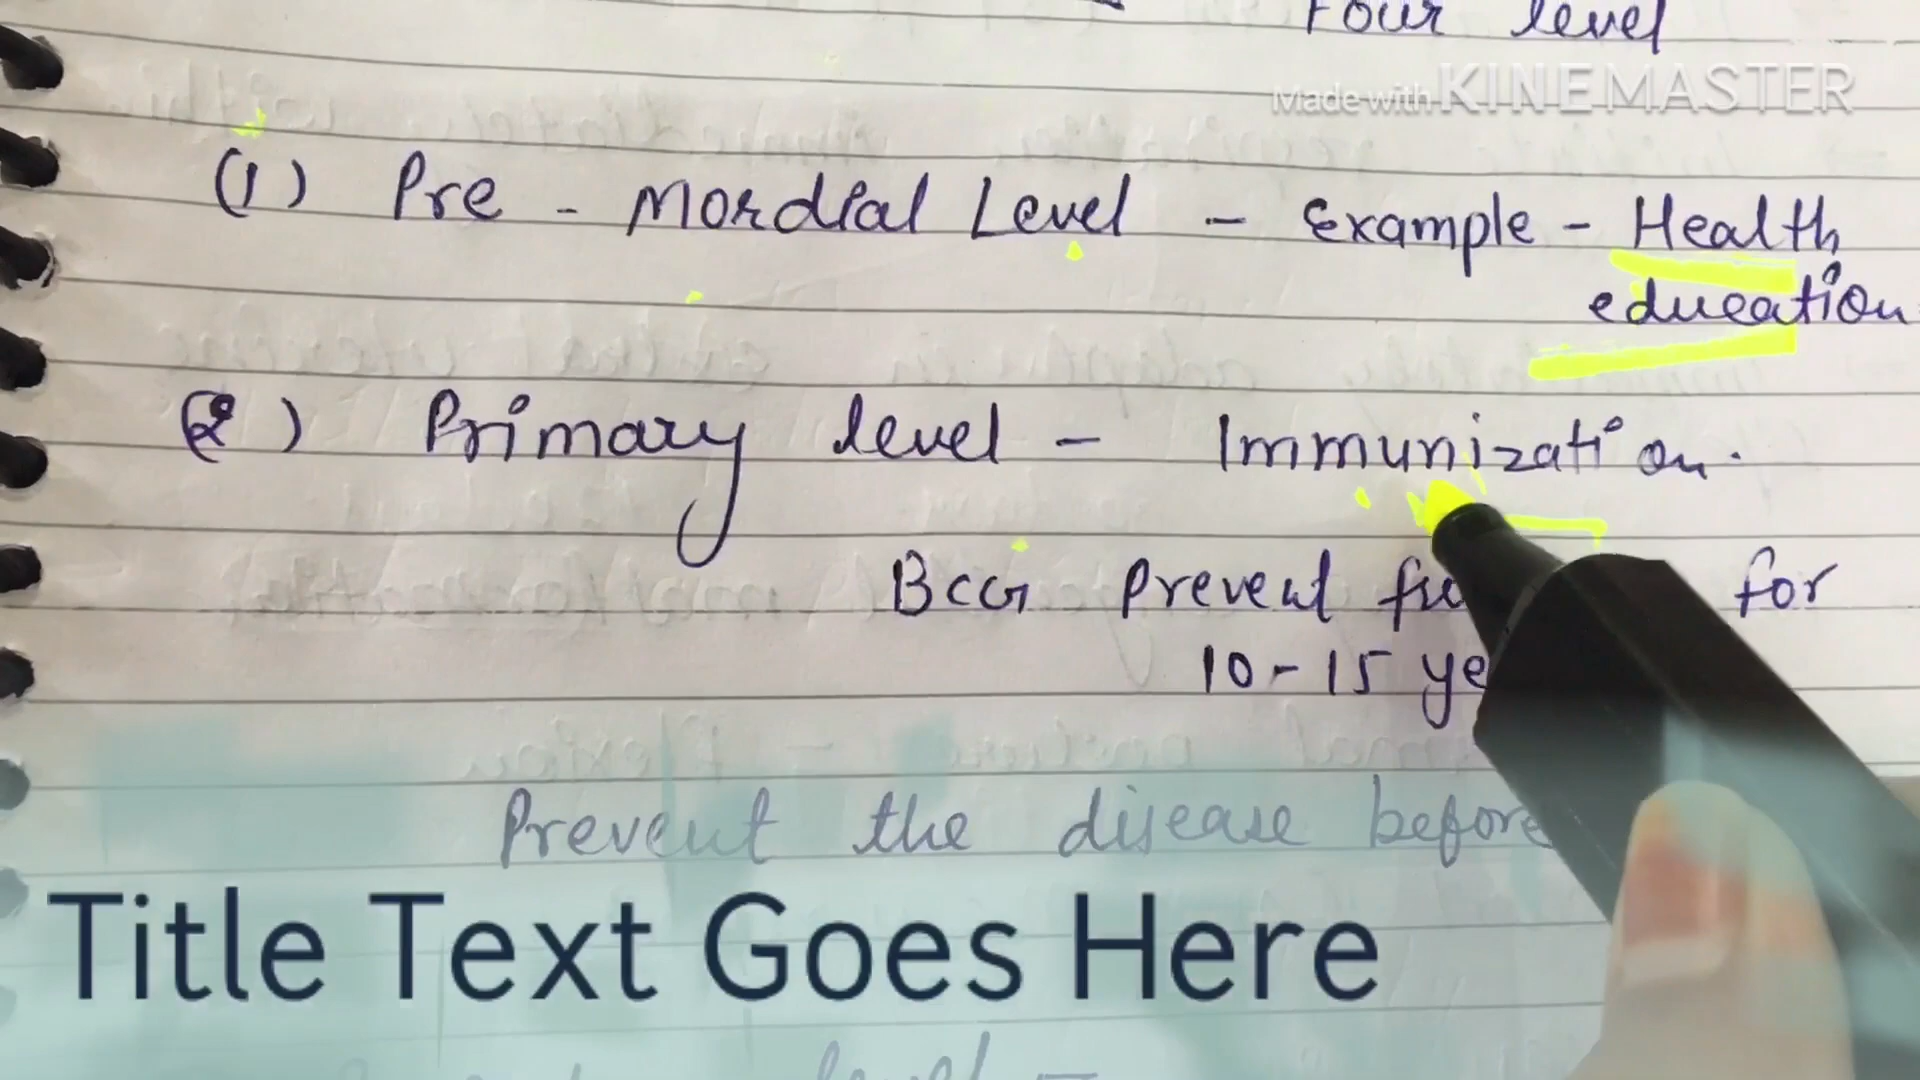 Four level
Made with KINEMASTER
(1) Pre - Mordial Level - Example - Health
education
(2) Primary level - Immunization.
BCG Prevent for
10-15
Prevent the disease before
Title Text Goes Here
level -